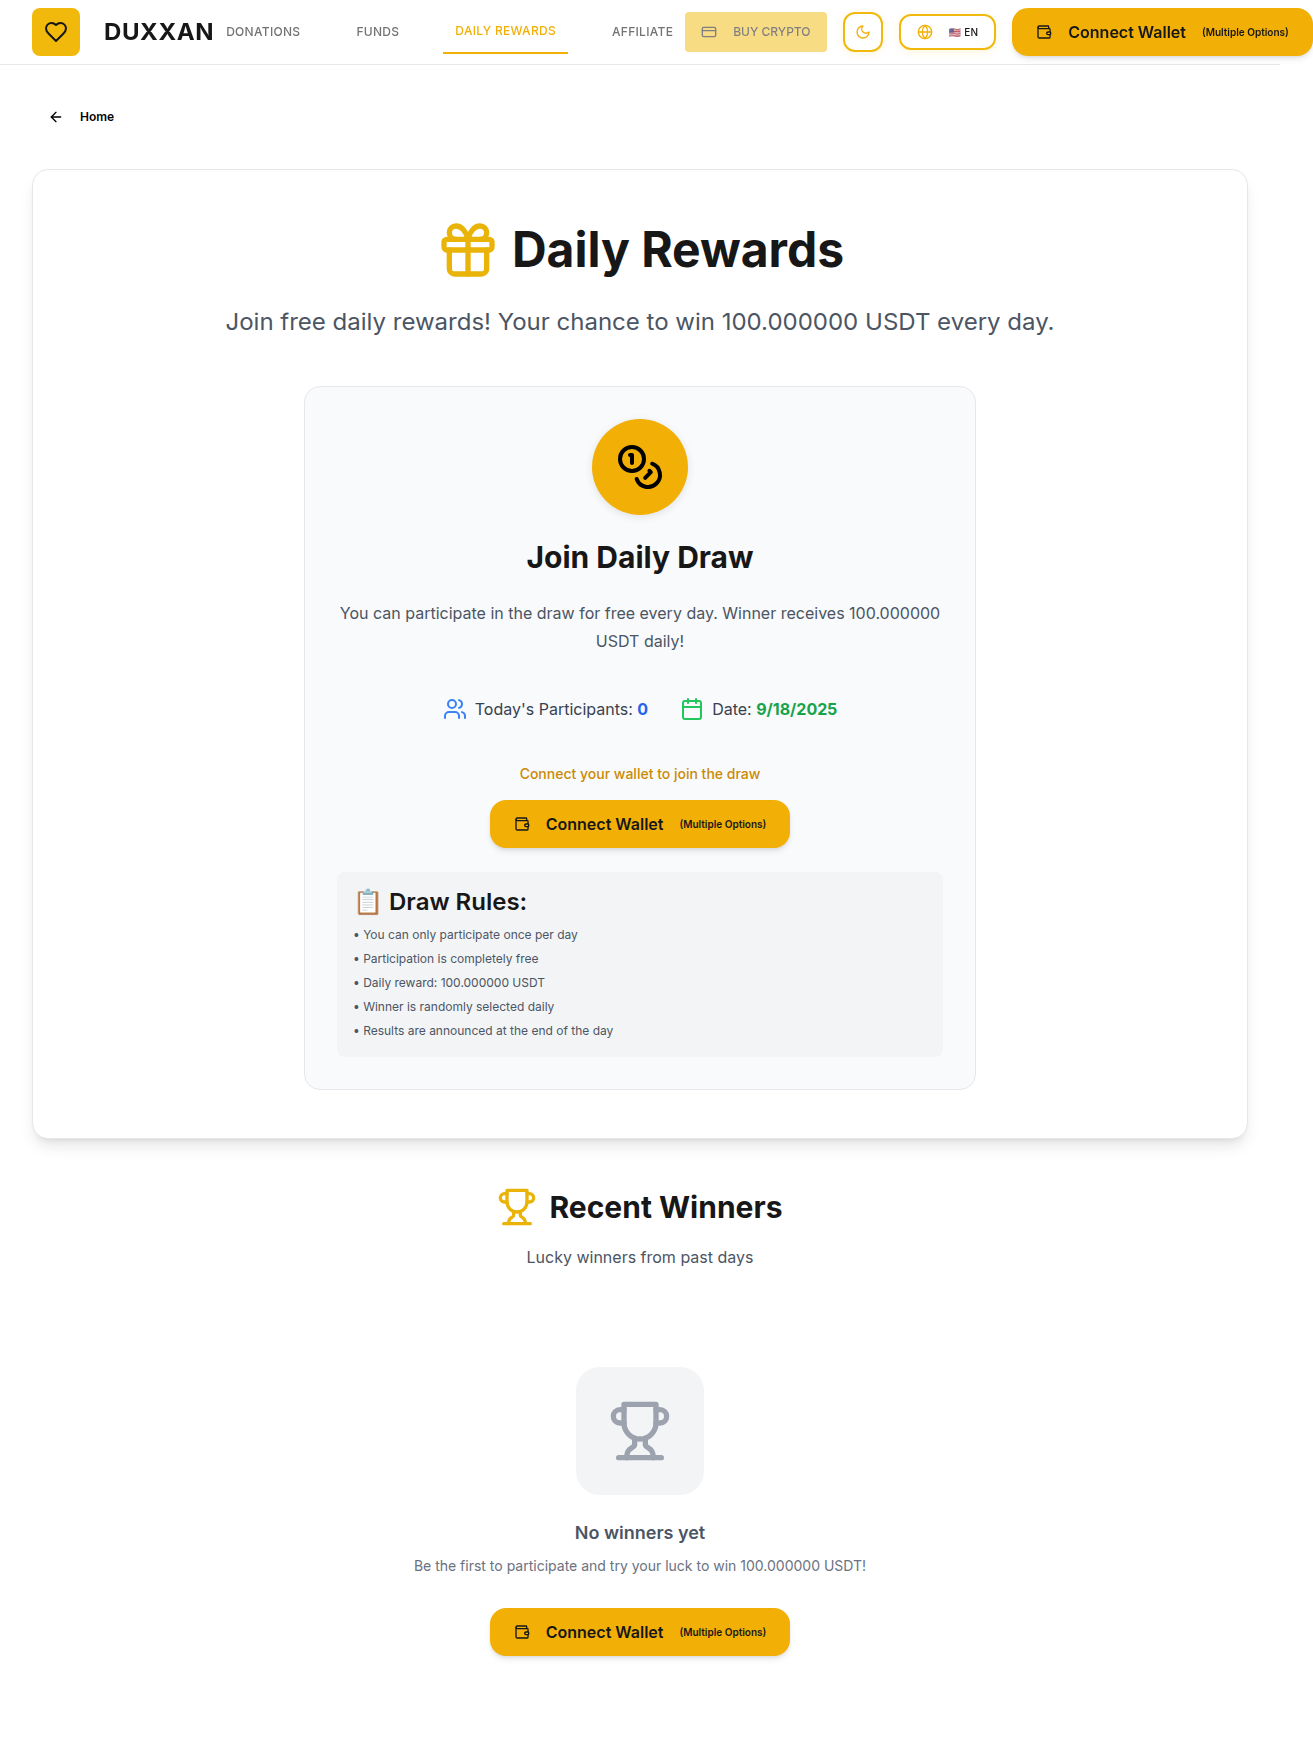 DUXXAN DONATIONS FUNDS DAILY REWARDS AFFILIATE BUY CRYPTO 🇺🇸 EN Connect Wallet (Multiple Options)
Home
Daily Rewards
Join free daily rewards! Your chance to win 100.000000 USDT every day.
Join Daily Draw
You can participate in the draw for free every day. Winner receives 100.000000
USDT daily!
Today's Participants: 0 Date: 9/18/2025
Connect your wallet to join the draw
Connect Wallet (Multiple Options)
📋 Draw Rules:
• You can only participate once per day
• Participation is completely free
• Daily reward: 100.000000 USDT
• Winner is randomly selected daily
• Results are announced at the end of the day
Recent Winners
Lucky winners from past days
No winners yet
Be the first to participate and try your luck to win 100.000000 USDT!
Connect Wallet (Multiple Options)